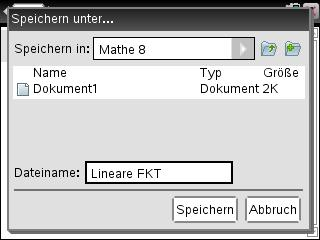 Speichern unter...
Speichern in: Mathe 8
Name Typ Größe
Dokument1 Dokument 2K
Dateiname: Lineare FKT
Speichern Abbruch